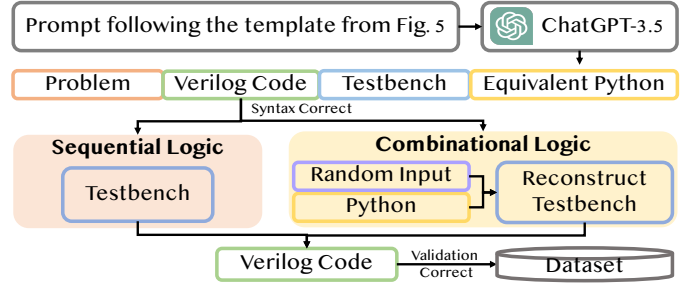 Prompt following the template from Fig. 5
ChatGPT-3.5
Problem
Verilog Code
Testbench
Equivalent Python
Syntax Correct
Sequential Logic
Testbench
Combinational Logic
Random Input
Python
Reconstruct
Testbench
Verilog Code
Validation
Correct
Dataset